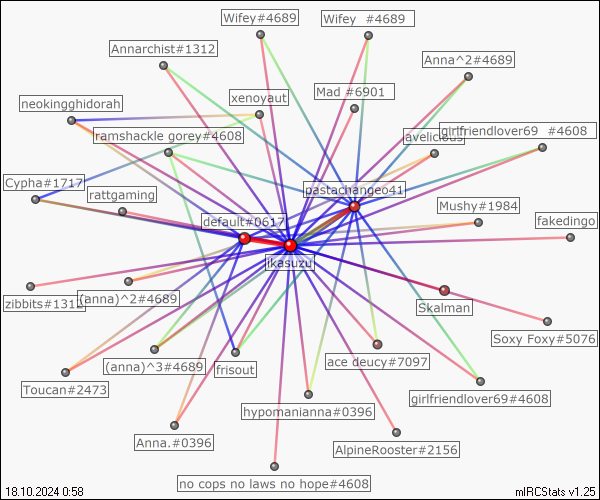 Wifey#4689
Wifey #4689
Annarchist#1312
Anna^2#4689
xenoyaut
Mad #6901
neokingghidorah
ramshackle gorey#4608
avelicious
girlfriendlover69 #4608
Cypha#1717
rattgaming
pastachangeo41
default#0617
Mushy#1984
fakedingo
jkasuzu
zibbits#1312
(anna)^2#4689
Skalman
Soxy Foxy#5076
(anna)^3#4689
frisout
ace deucy#7097
Toucan#2473
hypomanianna#0396
girlfriendlover69#4608
Anna.#0396
AlpineRooster#2156
no cops no laws no hope#4608
18.10.2024 0:58
mIRCStats v1.25